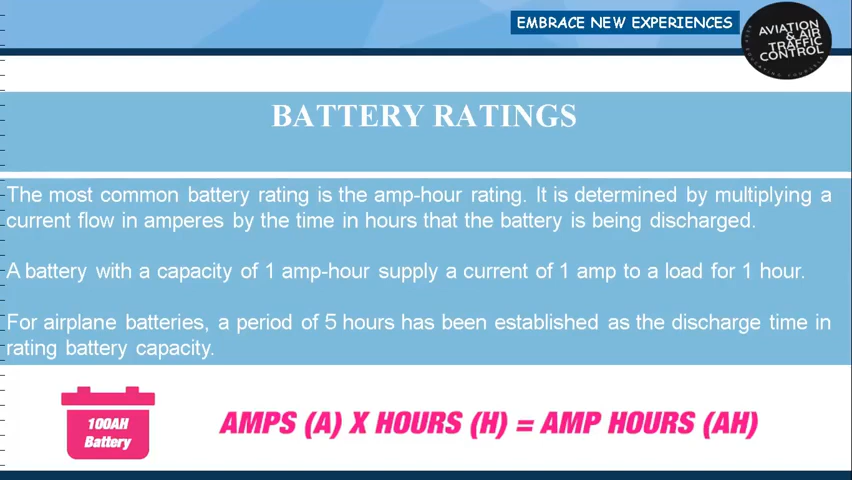 EMBRACE NEW EXPERIENCES
AVIATION
& AIR
TRAFFIC
CONTROL
BATTERY RATINGS
The most common battery rating is the amp-hour rating. It is determined by multiplying a
current flow in amperes by the time in hours that the battery is being discharged.
A battery with a capacity of 1 amp-hour supply a current of 1 amp to a load for 1 hour.
For airplane batteries, a period of 5 hours has been established as the discharge time in
rating battery capacity.
100AH
Battery
AMPS (A) X HOURS (H) = AMP HOURS (AH)